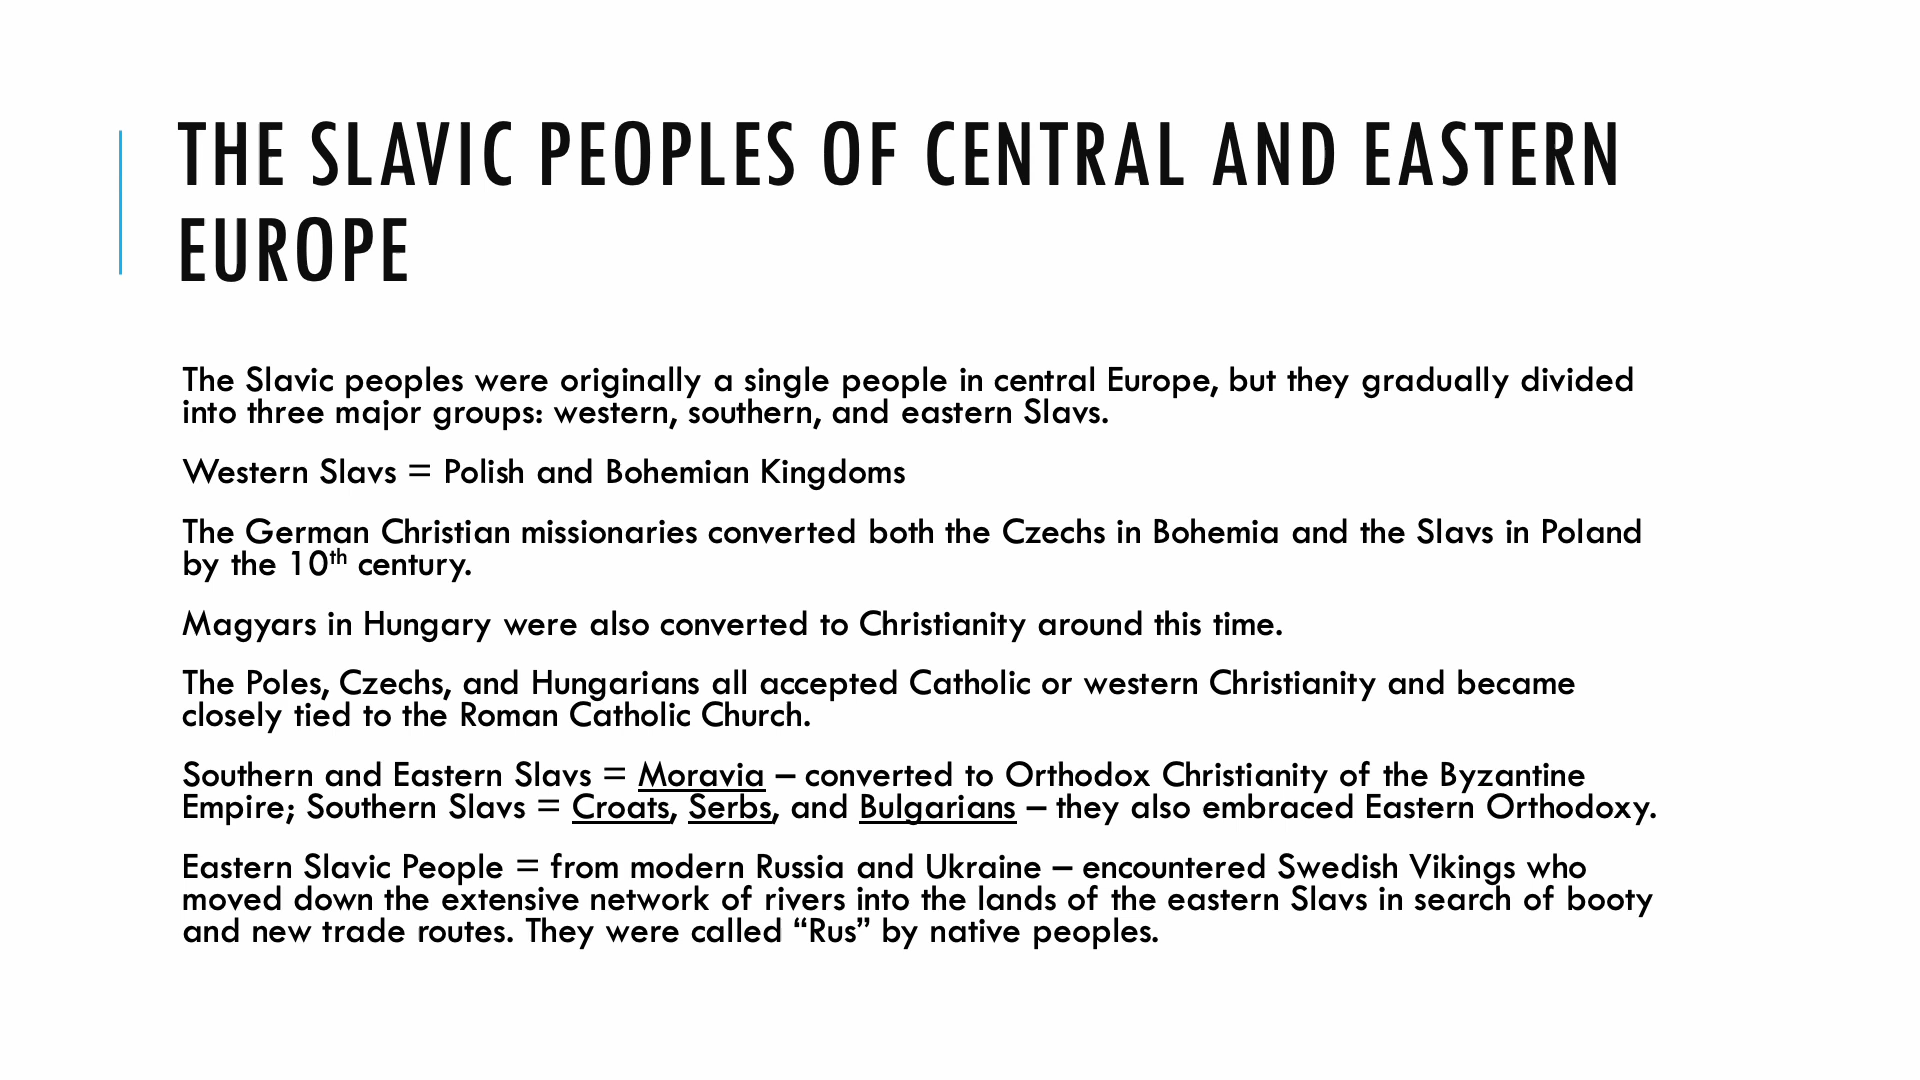 THE SLAVIC PEOPLES OF CENTRAL AND EASTERN
EUROPE
The Slavic peoples were originally a single people in central Europe, but they gradually divided
into three major groups: western, southern, and eastern Slavs.
Western Slavs = Polish and Bohemian Kingdoms
The German Christian missionaries converted both the Czechs in Bohemia and the Slavs in Poland
by the 10th century.
Magyars in Hungary were also converted to Christianity around this time.
The Poles, Czechs, and Hungarians all accepted Catholic or western Christianity and became
closely tied to the Roman Catholic Church.
Southern and Eastern Slavs = Moravia – converted to Orthodox Christianity of the Byzantine
Empire; Southern Slavs = Croats, Serbs, and Bulgarians – they also embraced Eastern Orthodoxy.
Eastern Slavic People = from modern Russia and Ukraine – encountered Swedish Vikings who
moved down the extensive network of rivers into the lands of the eastern Slavs in search of booty
and new trade routes. They were called “Rus” by native peoples.